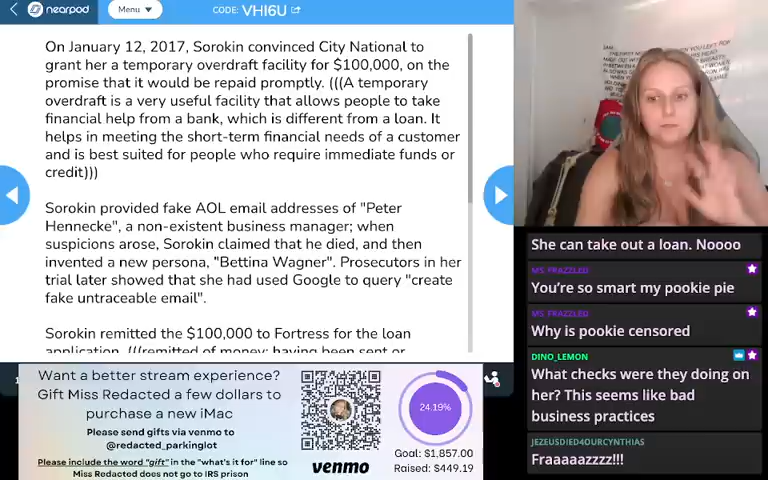 nearpod
Menu
CODE: VHI6U
On January 12, 2017, Sorokin convinced City National to
grant her a temporary overdraft facility for $100,000, on the
promise that it would be repaid promptly. (((A temporary
overdraft is a very useful facility that allows people to take
financial help from a bank, which is different from a loan. It
helps in meeting the short-term financial needs of a customer
and is best suited for people who require immediate funds or
credit)))
Sorokin provided fake AOL email addresses of "Peter
Hennecke", a non-existent business manager; when
suspicions arose, Sorokin claimed that he died, and then
invented a new persona, "Bettina Wagner". Prosecutors in her
trial later showed that she had used Google to query "create
fake untraceable email".
Sorokin remitted the $100,000 to Fortress for the loan
application. (((remitted of money: having been sent or
Want a better stream experience?
Gift Miss Redacted a few dollars to
purchase a new iMac
Please send gifts via venmo to
@redacted_parkinglot
Please include the word "gift" in the "what's it for" line so
Miss Redacted does not go to IRS prison
venmo
24.19%
Goal: $1,857.00
Raised: $449.19
She can take out a loan. Noooo
MS_FRAZZLED
You're so smart my pookie pie
MS_FRAZZLED
Why is pookie censored
DINO_LEMON
What checks were they doing on
her? This seems like bad
business practices
JEZEUSDIED4OURCYNTHIAS
Fraaaaazzzz!!!